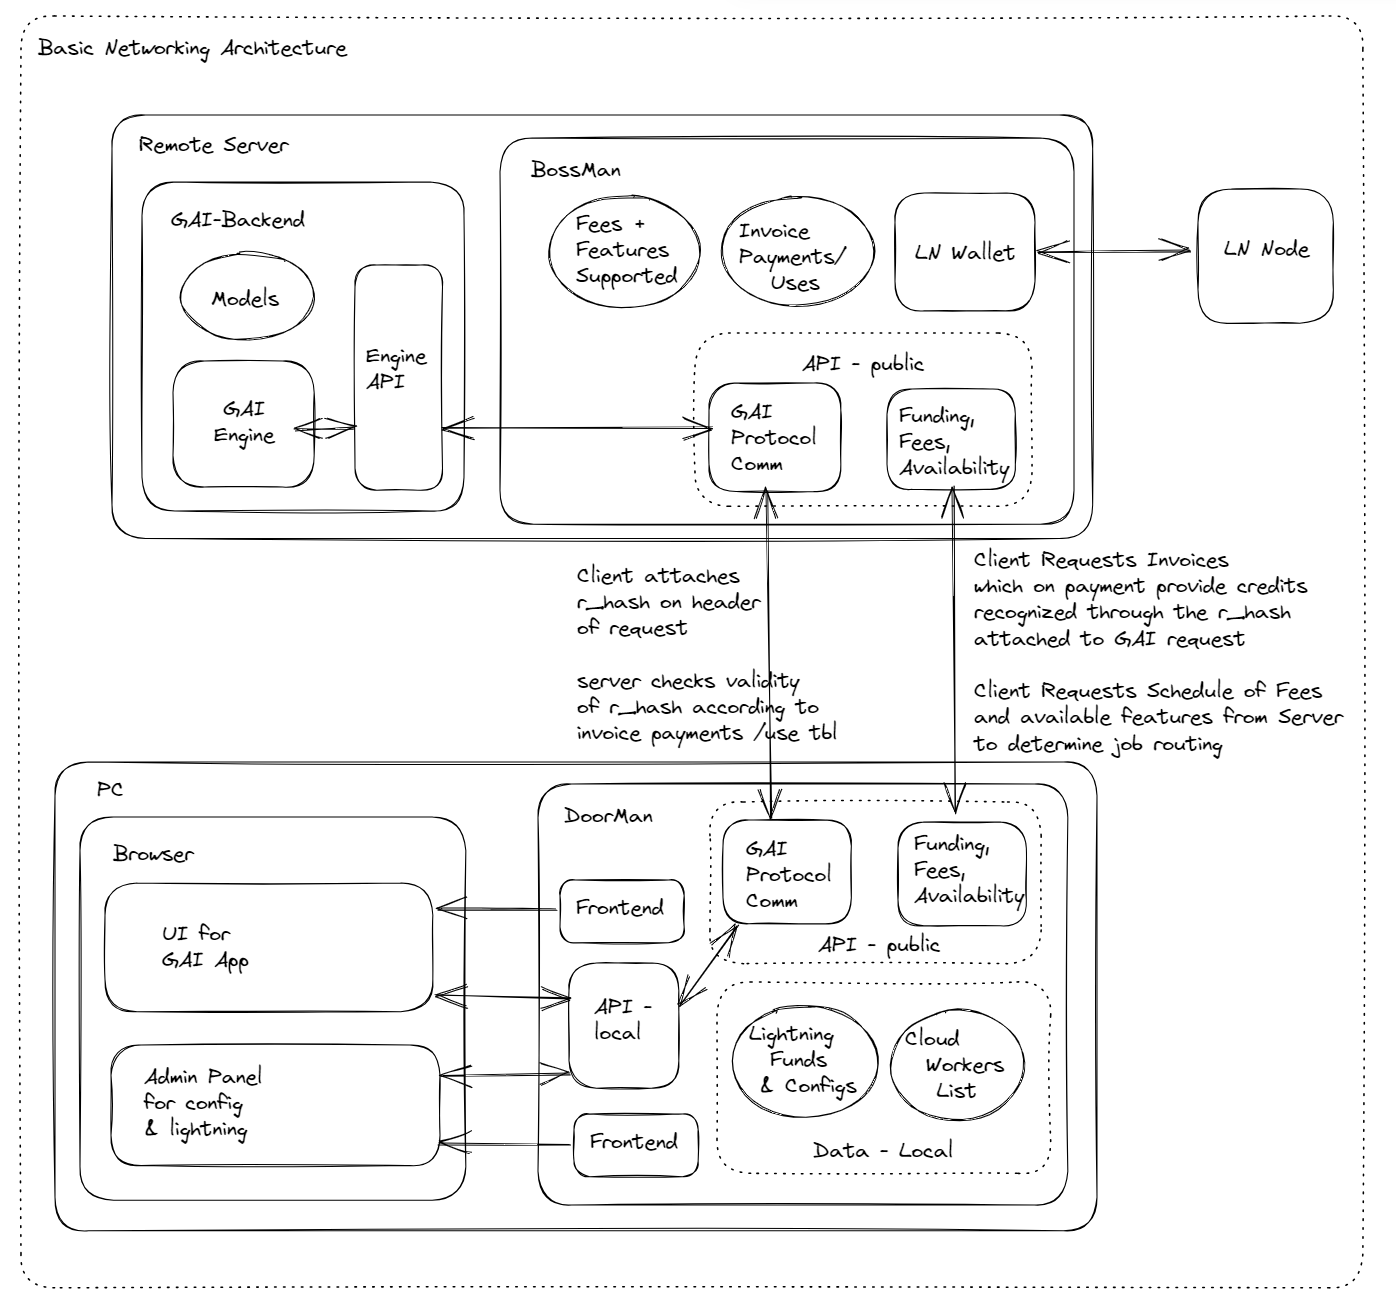 Basic Networking Architecture
Remote Server
GAI-Backend
Models
GAI
Engine
Engine
API
BossMan
Fees +
Features
Supported
Invoice
Payments/
Uses
LN Wallet
LN Node
API - public
GAI
Protocol
Comm
Funding,
Fees,
Availability
Client attaches
r_hash on header
of request
server checks validity
of r_hash according to
invoice payments /use tbl
Client Requests Invoices
which on payment provide credits
recognized through the r_hash
attached to GAI request
Client Requests Schedule of Fees
and available features from Server
to determine job routing
PC
Browser
UI for
GAI App
Admin Panel
for config
& lightning
DoorMan
Frontend
API -
local
Frontend
GAI
Protocol
Comm
Funding,
Fees,
Availability
API - public
Lightning
Funds
& Configs
Cloud
Workers
List
Data - Local